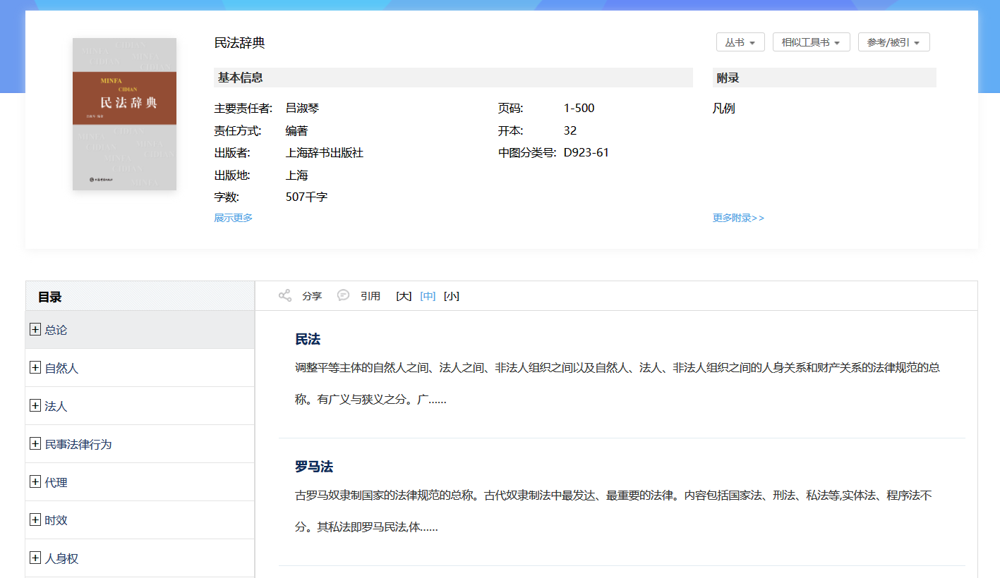 民法辞典
丛书
相似工具书
参考/被引
MINFA
CIDIAN
民法辞典
基本信息
附录
主要责任者: 吕淑琴
页码: 1-500
凡例
责任方式: 编著
开本: 32
出版者: 上海辞书出版社
中图分类号: D923-61
出版地: 上海
字数: 507千字
展示更多
更多附录>>
目录
分享 引用 [大] [中] [小]
总论
自然人
法人
民事法律行为
代理
时效
人身权
民法
调整平等主体的自然人之间、法人之间、非法人组织之间以及自然人、法人、非法人组织之间的人身关系和财产关系的法律规范的总
称。有广义与狭义之分。广......
罗马法
古罗马奴隶制国家的法律规范的总称。古代奴隶制法中最发达、最重要的法律。内容包括国家法、刑法、私法等,实体法、程序法不
分。其私法即罗马民法,体......